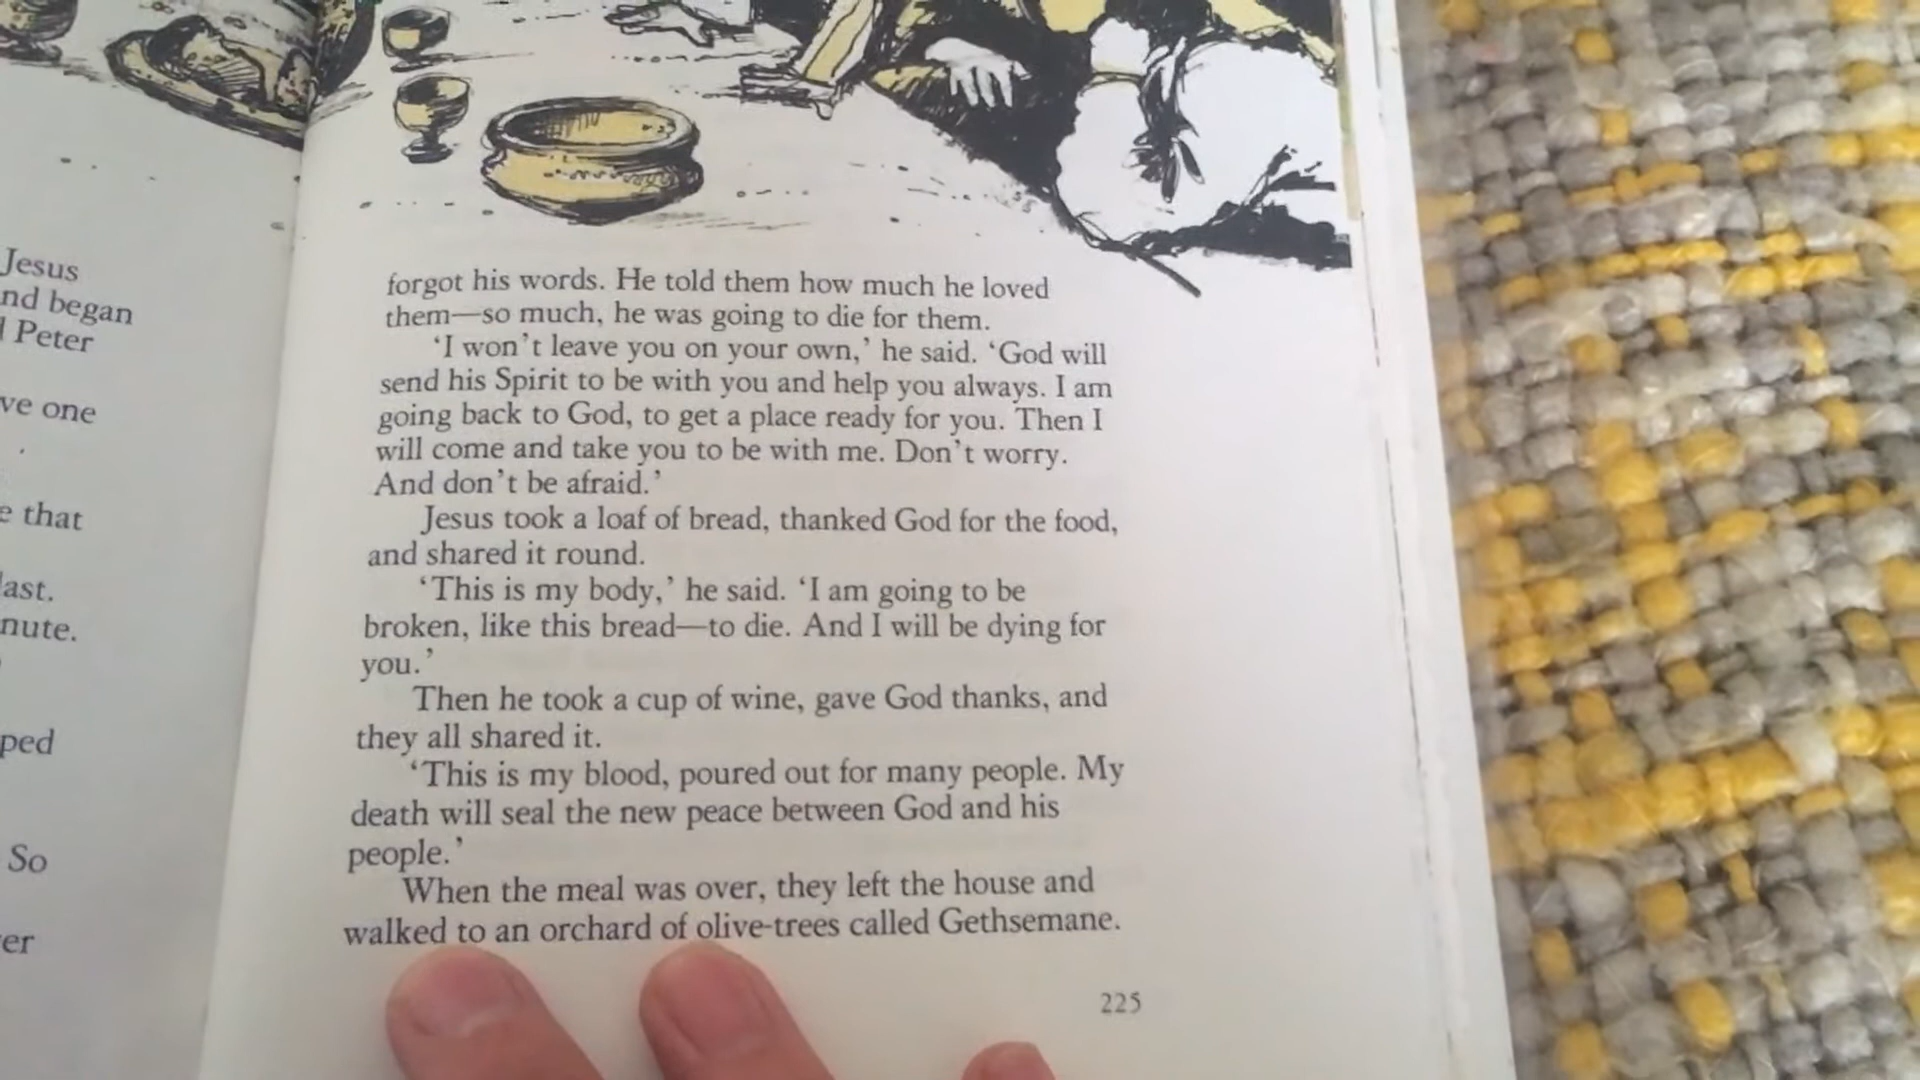 Jesus
nd began
Peter
ve one
e that
last.
nute.
ped
So
er
forgot his words. He told them how much he loved
them—so much, he was going to die for them.
‘I won’t leave you on your own,’ he said. ‘God will
send his Spirit to be with you and help you always. I am
going back to God, to get a place ready for you. Then I
will come and take you to be with me. Don’t worry.
And don’t be afraid.’
Jesus took a loaf of bread, thanked God for the food,
and shared it round.
‘This is my body,’ he said. ‘I am going to be
broken, like this bread—to die. And I will be dying for
you.’
Then he took a cup of wine, gave God thanks, and
they all shared it.
‘This is my blood, poured out for many people. My
death will seal the new peace between God and his
people.’
When the meal was over, they left the house and
walked to an orchard of olive-trees called Gethsemane.
225